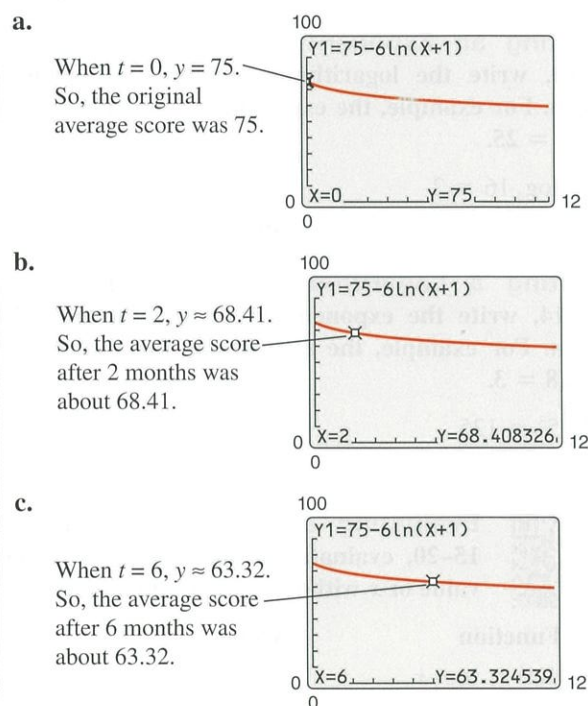 a.
When t = 0, y = 75.
So, the original
average score was 75.
100
Y1=75-6ln(X+1)
X=0 Y=75
0 12
0
b.
When t = 2, y ≈ 68.41.
So, the average score
after 2 months was
about 68.41.
100
Y1=75-6ln(X+1)
X=2 Y=68.408326
0 12
0
c.
When t = 6, y ≈ 63.32.
So, the average score
after 6 months was
about 63.32.
100
Y1=75-6ln(X+1)
X=6 Y=63.324539
0 12
0